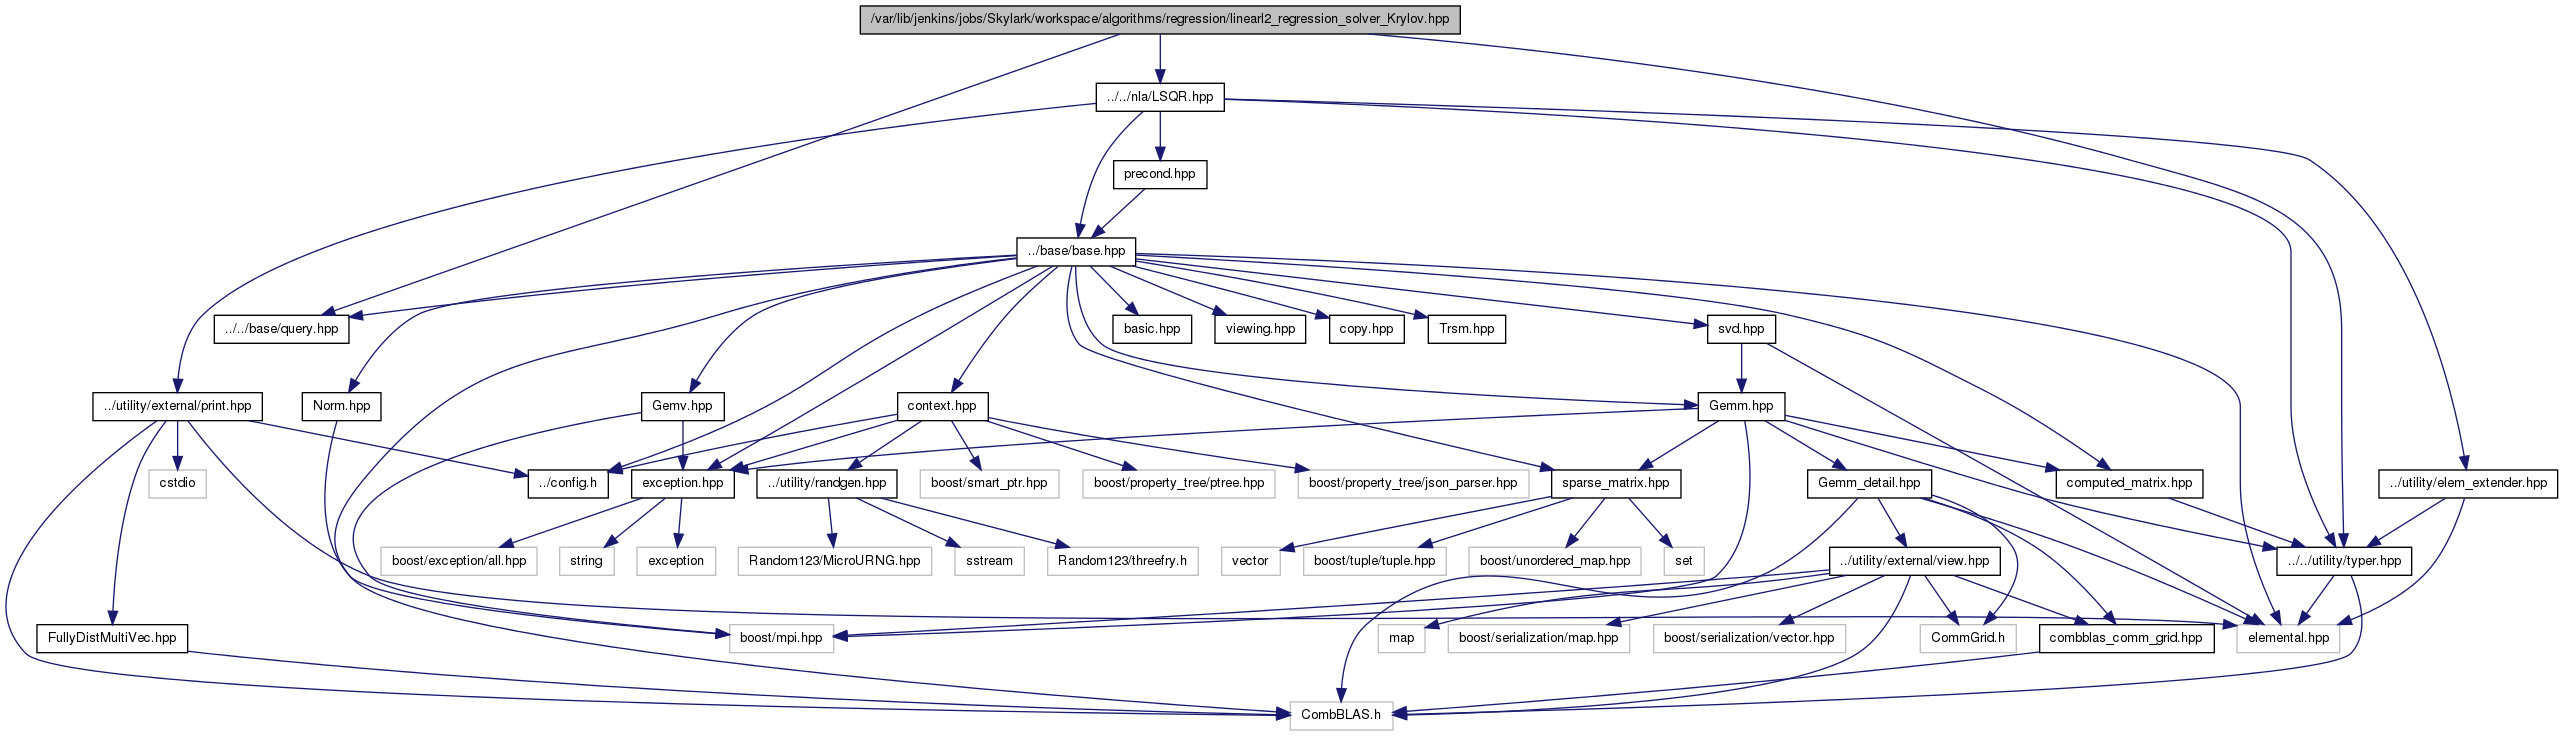 /var/lib/jenkins/jobs/Skylark/workspace/algorithms/regression/linearl2_regression_solver_Krylov.hpp
../../nla/LSQR.hpp
precond.hpp
../base/base.hpp
../../base/query.hpp
basic.hpp
viewing.hpp
copy.hpp
Trsm.hpp
svd.hpp
../utility/external/print.hpp
Norm.hpp
Gemv.hpp
context.hpp
Gemm.hpp
cstdio
../config.h
exception.hpp
../utility/randgen.hpp
boost/smart_ptr.hpp
boost/property_tree/ptree.hpp
boost/property_tree/json_parser.hpp
sparse_matrix.hpp
Gemm_detail.hpp
computed_matrix.hpp
../utility/elem_extender.hpp
boost/exception/all.hpp
string
exception
Random123/MicroURNG.hpp
sstream
Random123/threefry.h
vector
boost/tuple/tuple.hpp
boost/unordered_map.hpp
set
../utility/external/view.hpp
../../utility/typer.hpp
FullyDistMultiVec.hpp
boost/mpi.hpp
map
boost/serialization/map.hpp
boost/serialization/vector.hpp
CommGrid.h
combblas_comm_grid.hpp
elemental.hpp
CombBLAS.h